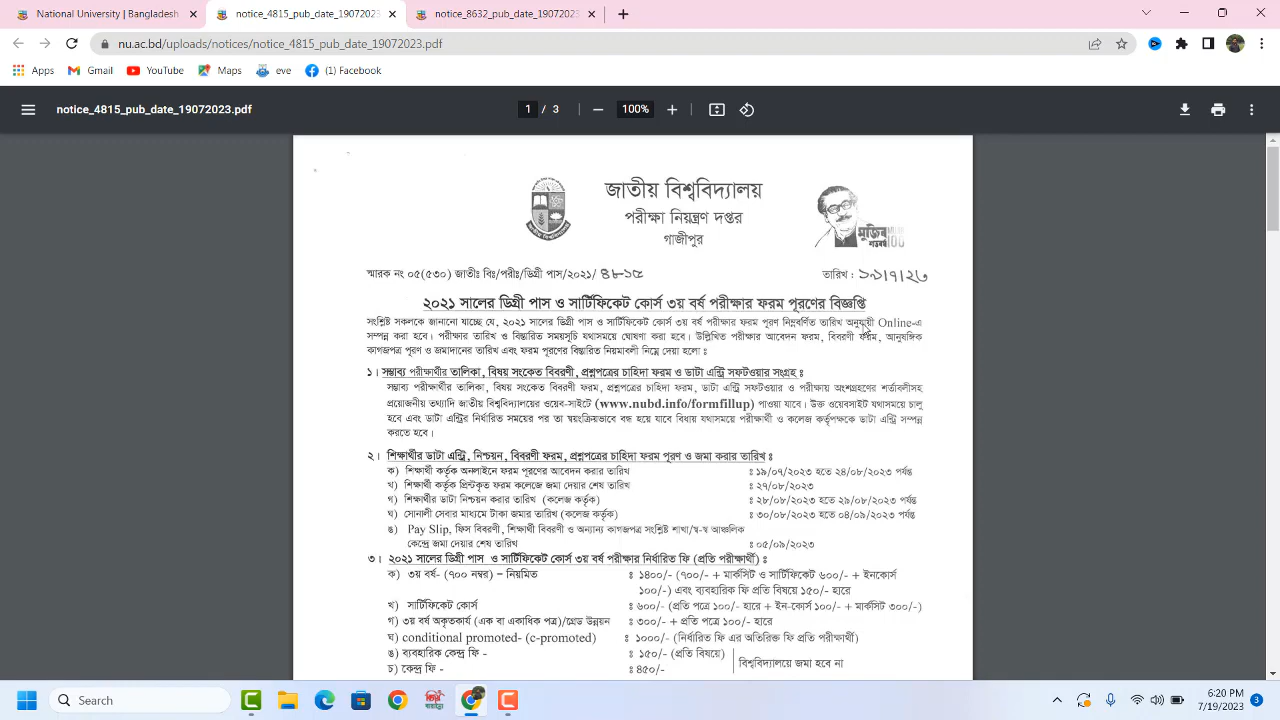 National University | Bangladesh
notice_4815_pub_date_19072023
notice_8632_pub_date_19072023
nu.ac.bd/uploads/notices/notice_4815_pub_date_19072023.pdf
Apps
Gmail
YouTube
Maps
eve
(1) Facebook
notice_4815_pub_date_19072023.pdf
1 / 3
100%
জাতীয় বিশ্ববিদ্যালয়
পরীক্ষা নিয়ন্ত্রণ দপ্তর
গাজীপুর
মুজিব
শতবর্ষ 100
স্মারক নং ০৫(৫৩০) জাতীঃ বিঃ/পরীঃ/ডিগ্রী পাস/২০২১/ ৪৮১৫
তারিখ : ১৯/৭/২৩
২০২১ সালের ডিগ্রী পাস ও সার্টিফিকেট কোর্স ৩য় বর্ষ পরীক্ষার ফরম পূরণের বিজ্ঞপ্তি
সংশ্লিষ্ট সকলকে জানানো যাচ্ছে যে, ২০২১ সালের ডিগ্রী পাস ও সার্টিফিকেট কোর্স ৩য় বর্ষ পরীক্ষার ফরম পূরণ নিম্নবর্ণিত তারিখ অনুযায়ী Online-এ
সম্পন্ন করা হবে। পরীক্ষার তারিখ ও বিস্তারিত সময়সূচি যথাসময়ে ঘোষণা করা হবে। উল্লিখিত পরীক্ষার আবেদন ফরম, বিবরণী ফরম, আনুষঙ্গিক
কাগজপত্র পূরণ ও জমাদানের তারিখ এবং ফরম পূরণের বিস্তারিত নিয়মাবলী নিম্নে দেয়া হলো ঃ
১। সম্ভাব্য পরীক্ষার্থীর তালিকা, বিষয় সংকেত বিবরণী, প্রশ্নপত্রের চাহিদা ফরম ও ডাটা এন্ট্রি সফটওয়ার সংগ্রহ ঃ
সম্ভাব্য পরীক্ষার্থীর তালিকা, বিষয় সংকেত বিবরণী ফরম, প্রশ্নপত্রের চাহিদা ফরম, ডাটা এন্ট্রি সফটওয়ার ও পরীক্ষায় অংশগ্রহণের শর্তাবলীসহ
প্রয়োজনীয় তথ্যাদি জাতীয় বিশ্ববিদ্যালয়ের ওয়েব-সাইটে (www.nubd.info/formfillup) পাওয়া যাবে। উক্ত ওয়েবসাইট যথাসময়ে চালু
হবে এবং ডাটা এন্ট্রির নির্ধারিত সময়ের পর তা স্বয়ংক্রিয়ভাবে বন্ধ হয়ে যাবে বিধায় যথাসময়ে পরীক্ষার্থী ও কলেজ কর্তৃপক্ষকে ডাটা এন্ট্রি সম্পন্ন
করতে হবে।
২। শিক্ষার্থীর ডাটা এন্ট্রি, নিশ্চয়ন, বিবরণী ফরম, প্রশ্নপত্রের চাহিদা ফরম পূরণ ও জমা করার তারিখ ঃ
ক) শিক্ষার্থী কর্তৃক অনলাইনে ফরম পূরণের আবেদন করার তারিখ ঃ ১৯/০৭/২০২৩ হতে ২৪/০৮/২০২৩ পর্যন্ত
খ) শিক্ষার্থী কর্তৃক প্রিন্টকৃত ফরম কলেজে জমা দেয়ার শেষ তারিখ ঃ ২৭/০৮/২০২৩
গ) শিক্ষার্থীর ডাটা নিশ্চয়ন করার তারিখ (কলেজ কর্তৃক) ঃ ২৮/০৮/২০২৩ হতে ২৯/০৮/২০২৩ পর্যন্ত
ঘ) সোনালী সেবার মাধ্যমে টাকা জমার তারিখ (কলেজ কর্তৃক) ঃ ৩০/০৮/২০২৩ হতে ০৪/০৯/২০২৩ পর্যন্ত
ঙ) Pay Slip, ফিস বিবরণী, শিক্ষার্থী বিবরণী ও অন্যান্য কাগজপত্র সংশ্লিষ্ট শাখা/স্ব-স্ব আঞ্চলিক
কেন্দ্রে জমা দেয়ার শেষ তারিখ ঃ ০৫/০৯/২০২৩
৩। ২০২১ সালের ডিগ্রী পাস ও সার্টিফিকেট কোর্স ৩য় বর্ষ পরীক্ষার নির্ধারিত ফি (প্রতি পরীক্ষার্থী) ঃ
ক) ৩য় বর্ষ- (৭০০ নম্বর) – নিয়মিত ঃ ১৪০০/- (৭০০/- + মার্কসিট ও সার্টিফিকেট ৬০০/- + ইনকোর্স
১০০/-) এবং ব্যবহারিক ফি প্রতি বিষয়ে ১৫০/- হারে
খ) সার্টিফিকেট কোর্স ঃ ৬০০/- (প্রতি পত্রে ১০০/- + ইন-কোর্স ১০০/- + মার্কসিট ৩০০/-)
গ) ৩য় বর্ষ অকৃতকার্য (এক বা একাধিক পত্র)/গ্রেড উন্নয়ন ঃ ৩০০/- + প্রতি পত্রে ১০০/- হারে
ঘ) conditional promoted- (c-promoted) ঃ ১০০০/- (নির্ধারিত ফি এর অতিরিক্ত ফি প্রতি পরীক্ষার্থী)
ঙ) ব্যবহারিক কেন্দ্র ফি - ঃ ১৫০/- (প্রতি বিষয়ে)
বিশ্ববিদ্যালয়ে জমা হবে না
চ) কেন্দ্র ফি - ঃ ৪৫০/-
Search
6:20 PM
7/19/2023
3